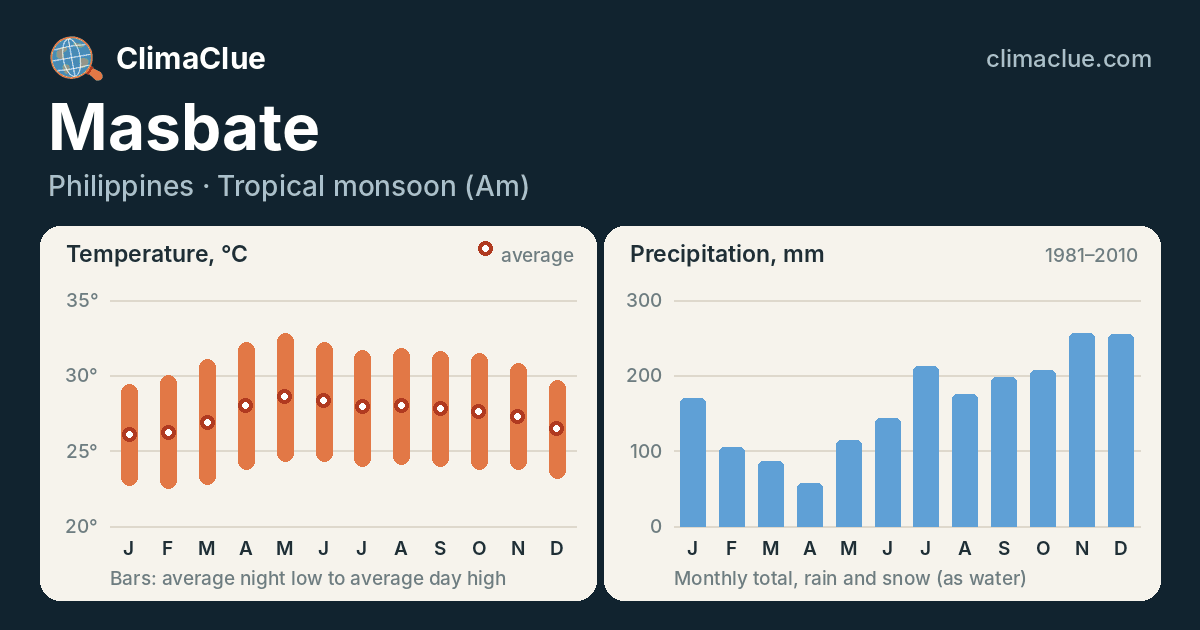 ClimaClue
climaclue.com
Masbate
Philippines · Tropical monsoon (Am)
Temperature, °C
average
35°
30°
25°
20°
J F M A M J J A S O N D
Bars: average night low to average day high
Precipitation, mm
1981–2010
300
200
100
0
J F M A M J J A S O N D
Monthly total, rain and snow (as water)